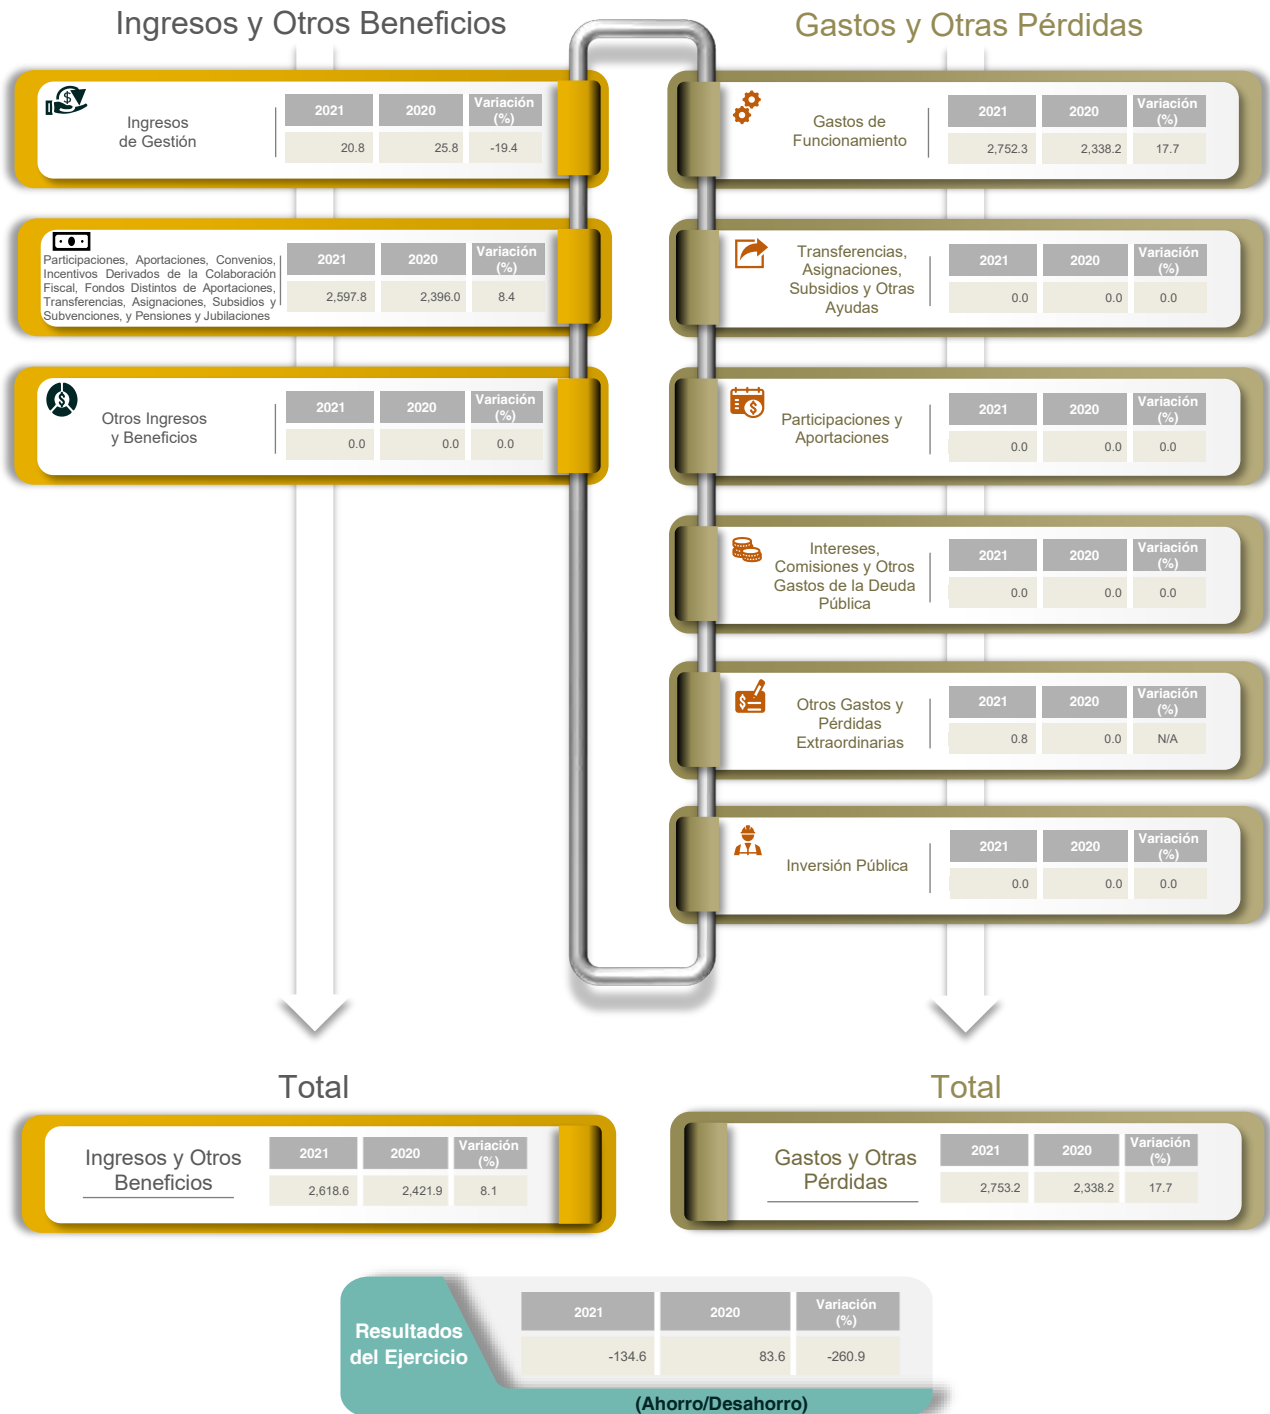 Ingresos y Otros Beneficios
Ingresos
de Gestión
2021 2020 Variación (%)
20.8 25.8 -19.4
Participaciones, Aportaciones, Convenios,
Incentivos Derivados de la Colaboración
Fiscal, Fondos Distintos de Aportaciones,
Transferencias, Asignaciones, Subsidios y
Subvenciones, y Pensiones y Jubilaciones
2021 2020 Variación (%)
2,597.8 2,396.0 8.4
Otros Ingresos
y Beneficios
2021 2020 Variación (%)
0.0 0.0 0.0
Gastos y Otras Pérdidas
Gastos de
Funcionamiento
2021 2020 Variación (%)
2,752.3 2,338.2 17.7
Transferencias,
Asignaciones,
Subsidios y Otras
Ayudas
2021 2020 Variación (%)
0.0 0.0 0.0
Participaciones y
Aportaciones
2021 2020 Variación (%)
0.0 0.0 0.0
Intereses,
Comisiones y Otros
Gastos de la Deuda
Pública
2021 2020 Variación (%)
0.0 0.0 0.0
Otros Gastos y
Pérdidas
Extraordinarias
2021 2020 Variación (%)
0.8 0.0 N/A
Inversión Pública
2021 2020 Variación (%)
0.0 0.0 0.0
Total
Ingresos y Otros
Beneficios
2021 2020 Variación (%)
2,618.6 2,421.9 8.1
Total
Gastos y Otras
Pérdidas
2021 2020 Variación (%)
2,753.2 2,338.2 17.7
Resultados
del Ejercicio
2021 2020 Variación (%)
-134.6 83.6 -260.9
(Ahorro/Desahorro)